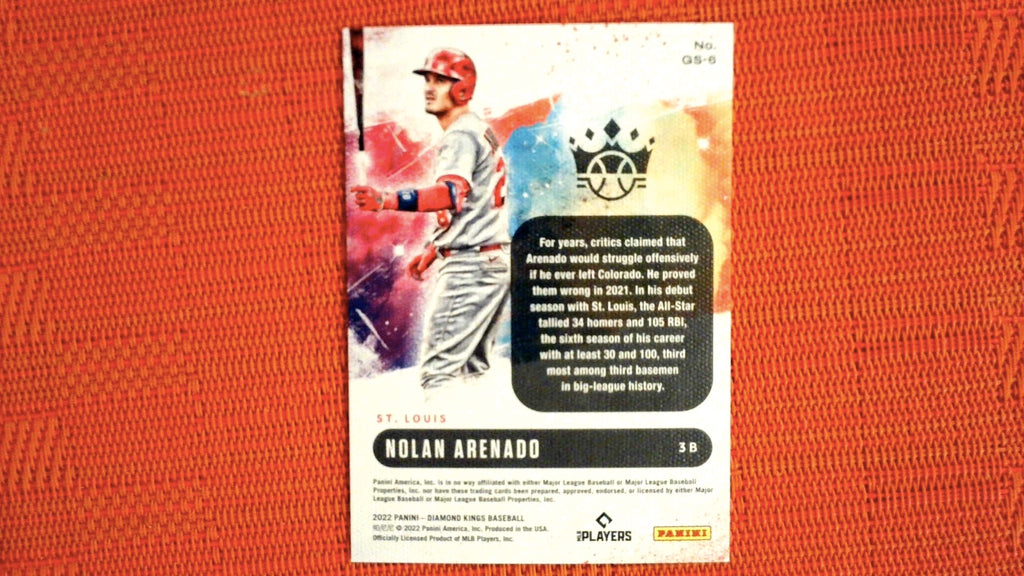 No.
GS-6
For years, critics claimed that
Arenado would struggle offensively
if he ever left Colorado. He proved
them wrong in 2021. In his debut
season with St. Louis, the All-Star
tallied 34 homers and 105 RBI,
the sixth season of his career
with at least 30 and 100, third
most among third basemen
in big-league history.
ST. LOUIS
NOLAN ARENADO
3B
Panini America, Inc. is in no way affiliated with either Major League Baseball or Major League Baseball
Properties, Inc. nor have these trading cards been prepared, approved, endorsed, or licensed by either Major
League Baseball or Major League Baseball Properties, Inc.
2022 PANINI – DIAMOND KINGS BASEBALL
帕尼尼 © 2022 Panini America, Inc. Produced in the USA.
Officially Licensed Product of MLB Players, Inc.
MLB PLAYERS
PANINI